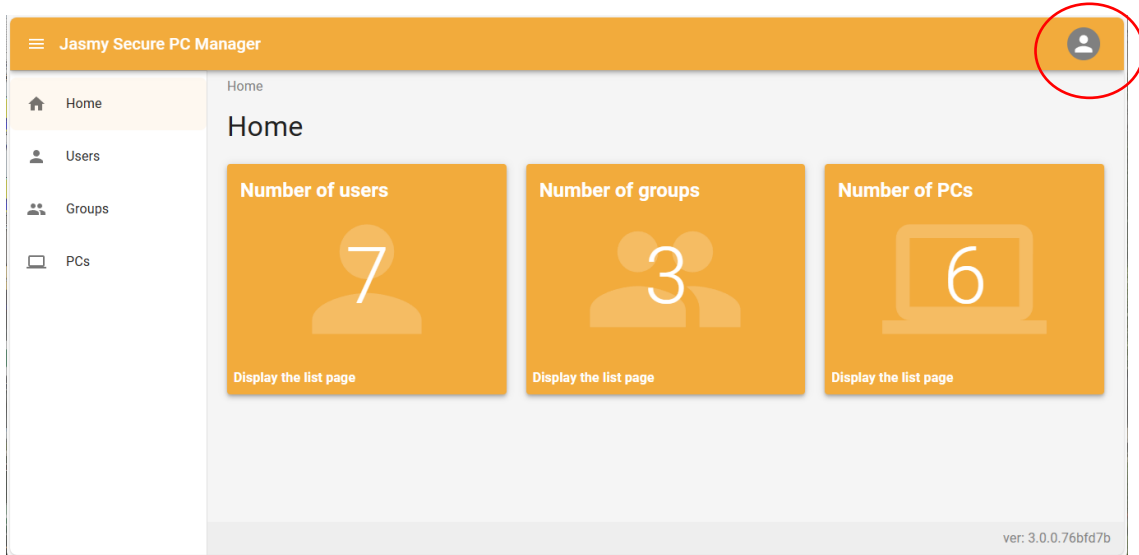 Jasmy Secure PC Manager
Home
Users
Groups
PCs
Home
Home
Number of users
7
Display the list page
Number of groups
3
Display the list page
Number of PCs
6
Display the list page
ver: 3.0.0.76bfd7b